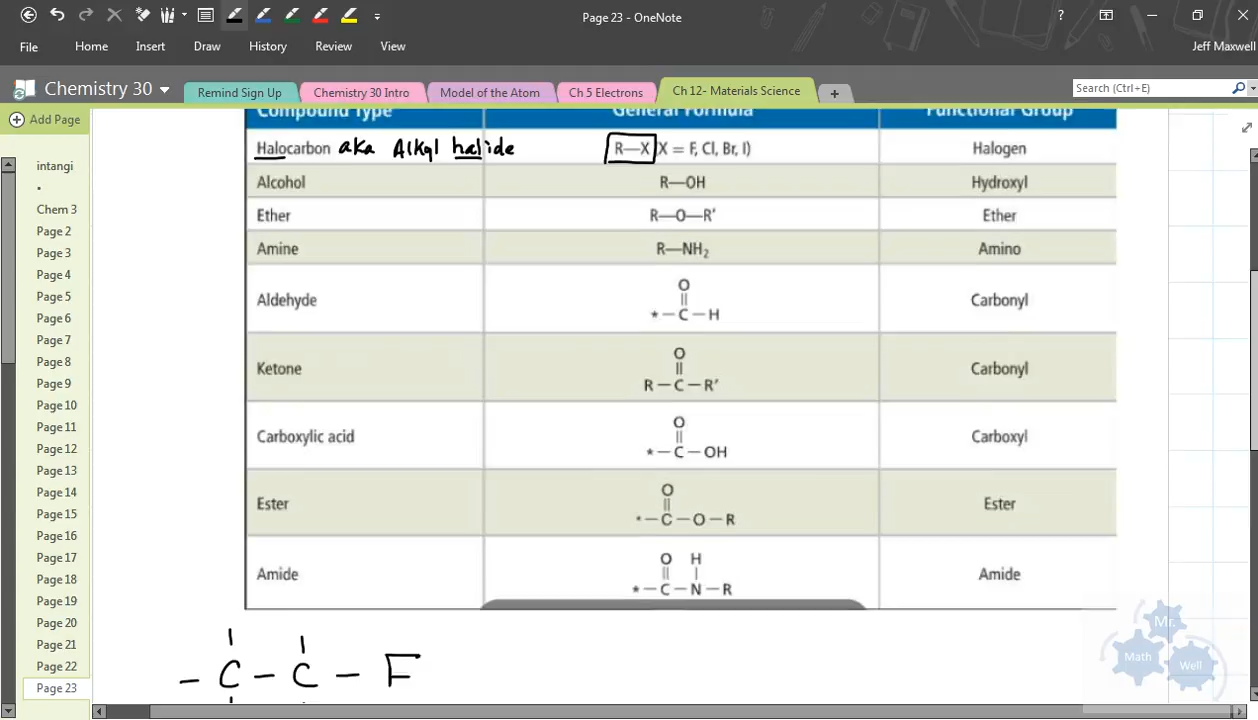 Page 23 - OneNote
?
File Home Insert Draw History Review View
Jeff Maxwell
Chemistry 30
Remind Sign Up
Chemistry 30 Intro
Model of the Atom
Ch 5 Electrons
Ch 12- Materials Science
Search (Ctrl+E)
Add Page
intangi
•
Chem 3
Page 2
Page 3
Page 4
Page 5
Page 6
Page 7
Page 8
Page 9
Page 10
Page 11
Page 12
Page 13
Page 14
Page 15
Page 16
Page 17
Page 18
Page 19
Page 20
Page 21
Page 22
Page 23
Compound Type General Formula Functional Group
Halocarbon aka Alkyl halide R—X (X = F, Cl, Br, I) Halogen
Alcohol R—OH Hydroxyl
Ether R—O—R′ Ether
Amine R—NH₂ Amino
O
||
Aldehyde * — C — H Carbonyl
O
||
Ketone R — C — R′ Carbonyl
O
||
Carboxylic acid * — C — OH Carboxyl
O
||
Ester * — C — O — R Ester
O H
|| |
Amide * — C — N — R Amide
- C - C - F
Mr.
Math Well